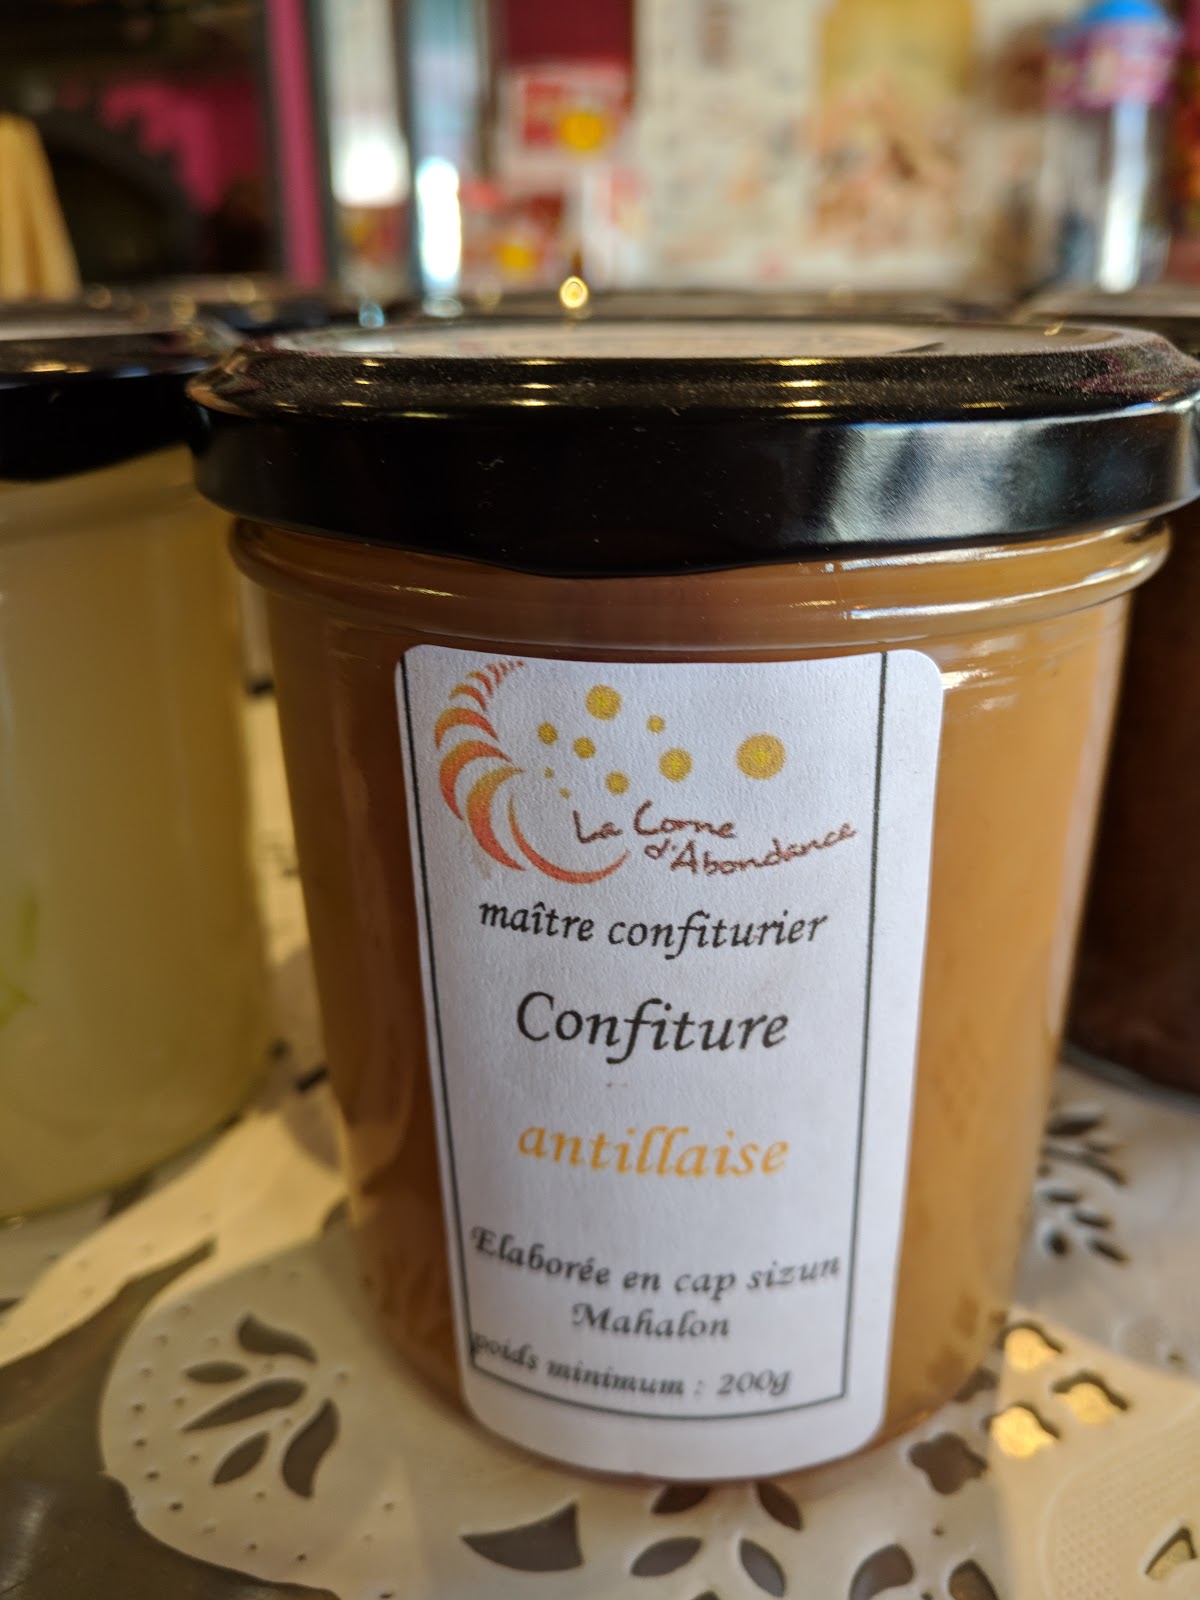 La Corne
d'Abondance
maître confiturier
Confiture
antillaise
Elaborée en cap sizun
Mahalon
poids minimum : 200g